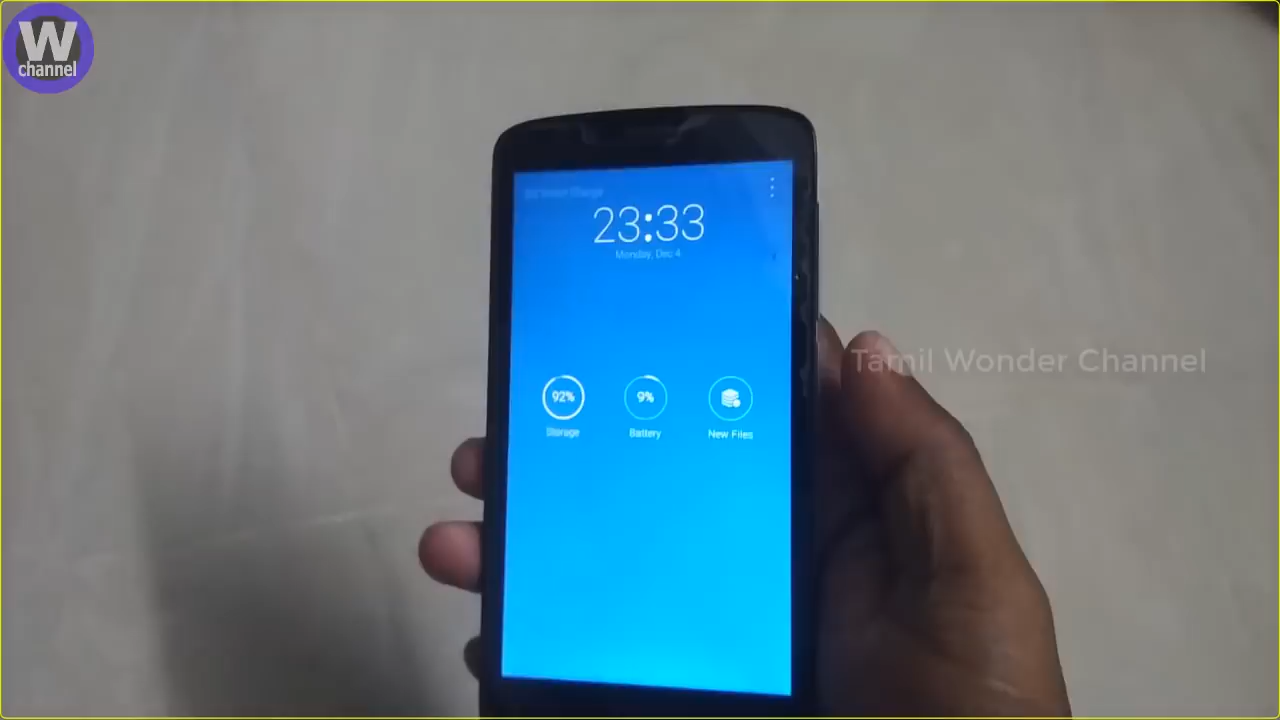 W
channel
23:33
Monday, Dec 4
92%
9%
Storage
Battery
New Files
Tamil Wonder Channel